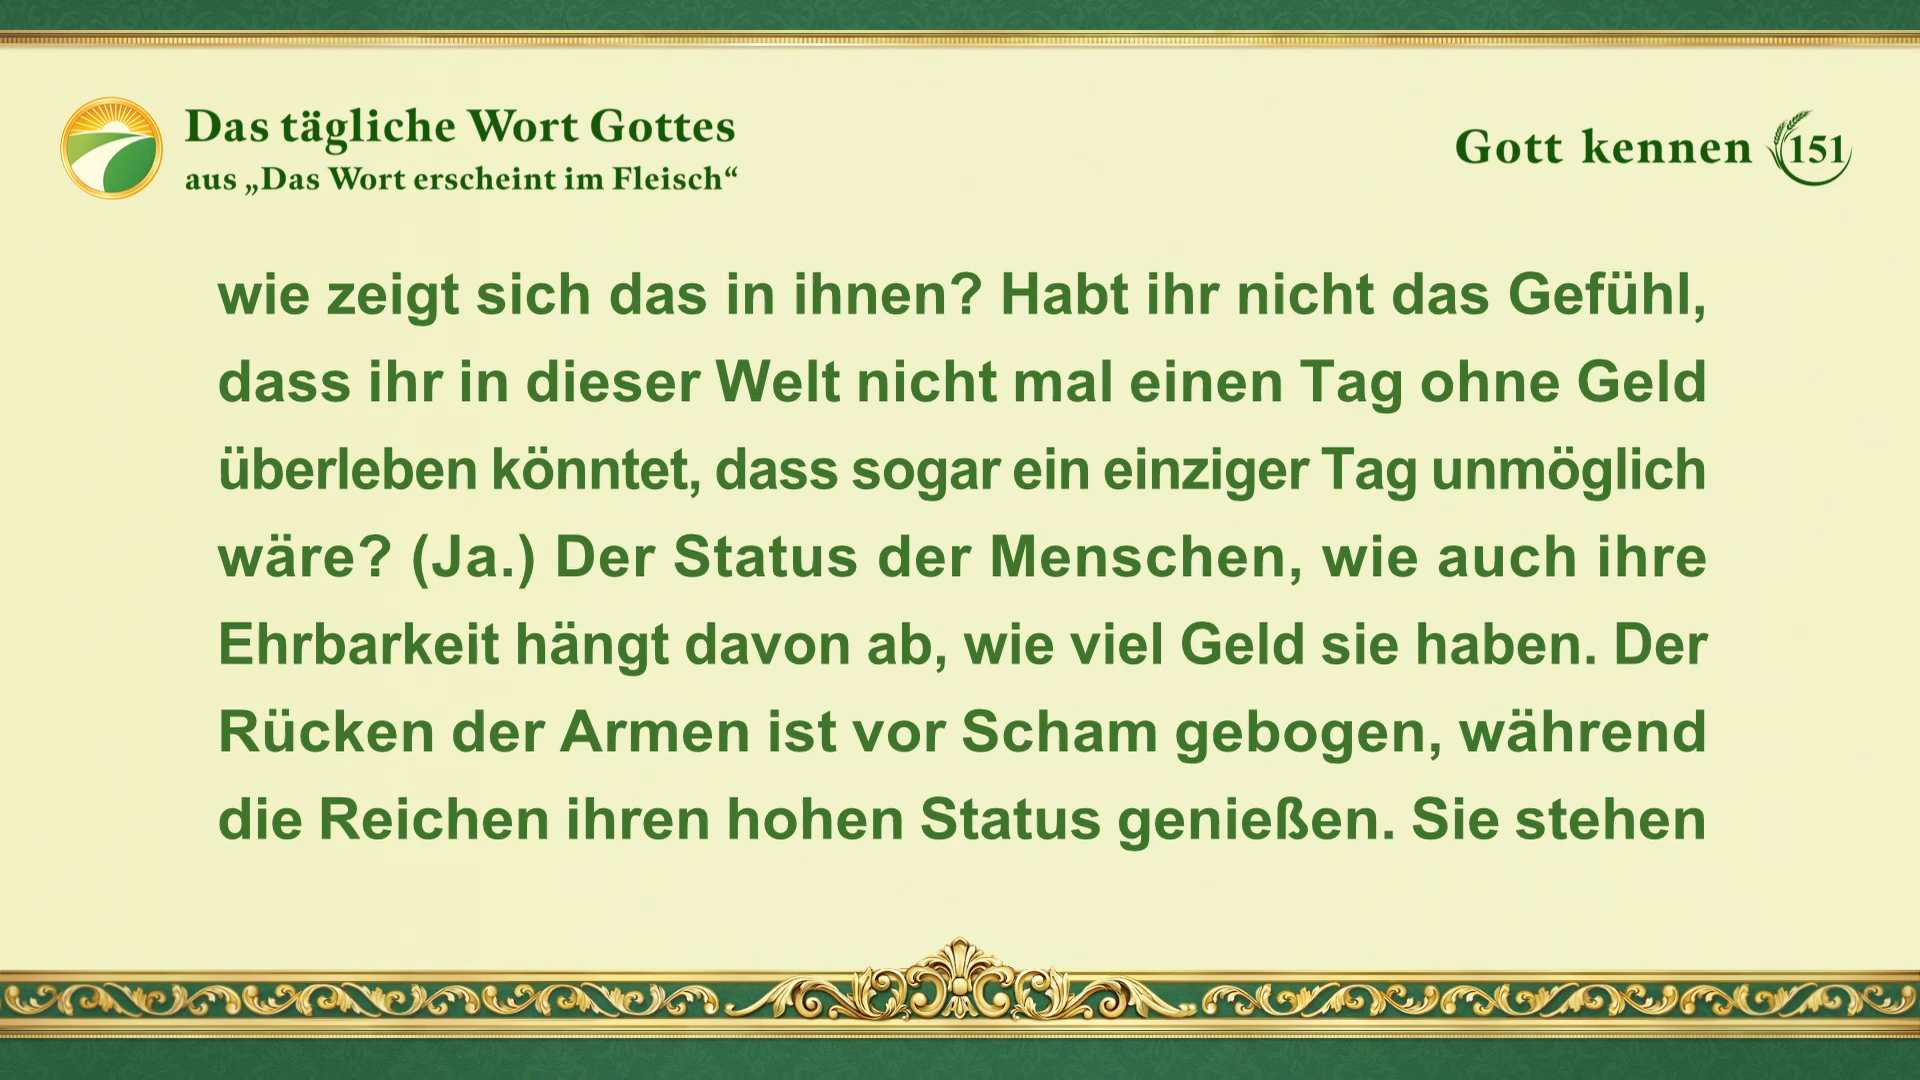 Das tägliche Wort Gottes
aus „Das Wort erscheint im Fleisch“
Gott kennen 151
wie zeigt sich das in ihnen? Habt ihr nicht das Gefühl,
dass ihr in dieser Welt nicht mal einen Tag ohne Geld
überleben könntet, dass sogar ein einziger Tag unmöglich
wäre? (Ja.) Der Status der Menschen, wie auch ihre
Ehrbarkeit hängt davon ab, wie viel Geld sie haben. Der
Rücken der Armen ist vor Scham gebogen, während
die Reichen ihren hohen Status genießen. Sie stehen